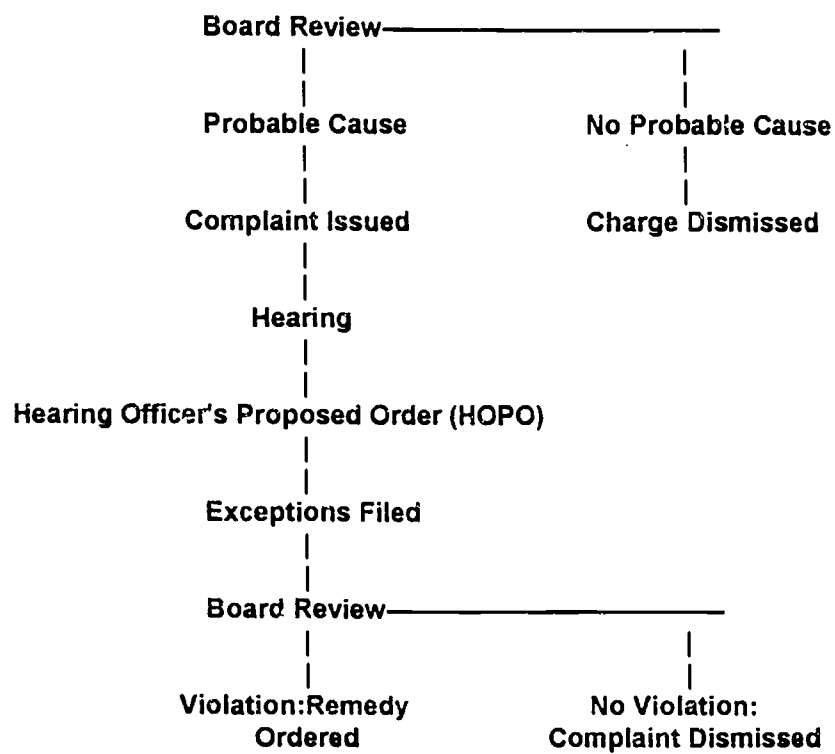 Board Review
Probable Cause
No Probable Cause
Complaint Issued
Charge Dismissed
Hearing
Hearing Officer's Proposed Order (HOPO)
Exceptions Filed
Board Review
Violation:Remedy
Ordered
No Violation:
Complaint Dismissed